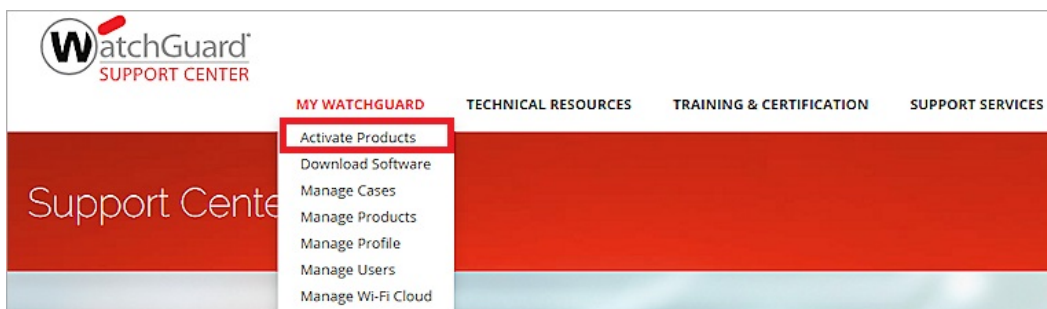 WatchGuard
SUPPORT CENTER
MY WATCHGUARD TECHNICAL RESOURCES TRAINING & CERTIFICATION SUPPORT SERVICES
Activate Products
Download Software
Support Cente
Manage Cases
Manage Products
Manage Profile
Manage Users
Manage Wi-Fi Cloud